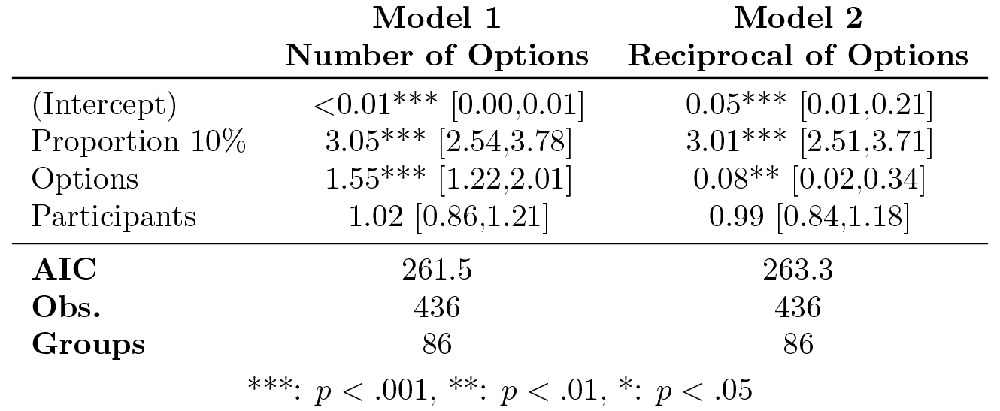 Model 1 Model 2
Number of Options Reciprocal of Options
(Intercept) <0.01*** [0.00,0.01] 0.05*** [0.01,0.21]
Proportion 10% 3.05*** [2.54,3.78] 3.01*** [2.51,3.71]
Options 1.55*** [1.22,2.01] 0.08** [0.02,0.34]
Participants 1.02 [0.86,1.21] 0.99 [0.84,1.18]
AIC 261.5 263.3
Obs. 436 436
Groups 86 86
***: p < .001, **: p < .01, *: p < .05